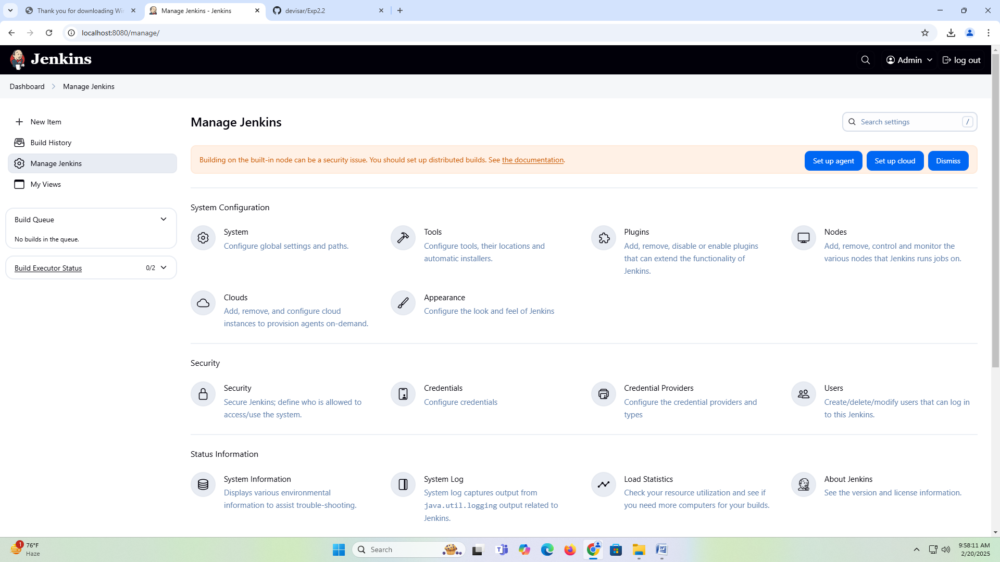 Thank you for downloading Wi
Manage Jenkins - Jenkins
devisar/Exp2.2
localhost:8080/manage/
Jenkins
Admin
log out
Dashboard
Manage Jenkins
New Item
Build History
Manage Jenkins
My Views
Build Queue
No builds in the queue.
Build Executor Status
0/2
Manage Jenkins
Search settings
/
Building on the built-in node can be a security issue. You should set up distributed builds. See the documentation.
Set up agent
Set up cloud
Dismiss
System Configuration
System
Configure global settings and paths.
Tools
Configure tools, their locations and
automatic installers.
Plugins
Add, remove, disable or enable plugins
that can extend the functionality of
Jenkins.
Nodes
Add, remove, control and monitor the
various nodes that Jenkins runs jobs on.
Clouds
Add, remove, and configure cloud
instances to provision agents on-demand.
Appearance
Configure the look and feel of Jenkins
Security
Security
Secure Jenkins; define who is allowed to
access/use the system.
Credentials
Configure credentials
Credential Providers
Configure the credential providers and
types
Users
Create/delete/modify users that can log in
to this Jenkins.
Status Information
System Information
Displays various environmental
information to assist trouble-shooting.
System Log
System log captures output from
java.util.logging output related to
Jenkins.
Load Statistics
Check your resource utilization and see if
you need more computers for your builds.
About Jenkins
See the version and license information.
1
76°F
Haze
Search
9:58:11 AM
2/20/2025